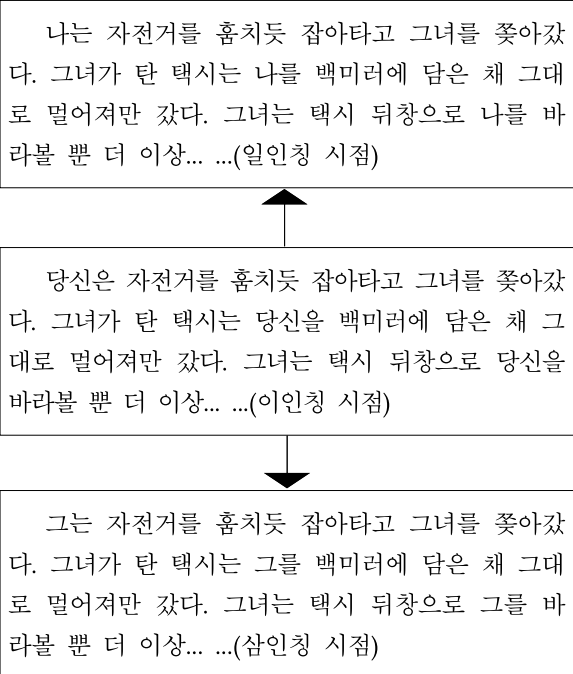 나는 자전거를 훔치듯 잡아타고 그녀를 쫓아갔
다. 그녀가 탄 택시는 나를 백미러에 담은 채 그대
로 멀어져만 갔다. 그녀는 택시 뒤창으로 나를 바
라볼 뿐 더 이상... ...(일인칭 시점)
당신은 자전거를 훔치듯 잡아타고 그녀를 쫓아갔
다. 그녀가 탄 택시는 당신을 백미러에 담은 채 그
대로 멀어져만 갔다. 그녀는 택시 뒤창으로 당신을
바라볼 뿐 더 이상... ...(이인칭 시점)
그는 자전거를 훔치듯 잡아타고 그녀를 쫓아갔
다. 그녀가 탄 택시는 그를 백미러에 담은 채 그대
로 멀어져만 갔다. 그녀는 택시 뒤창으로 그를 바
라볼 뿐 더 이상... ...(삼인칭 시점)